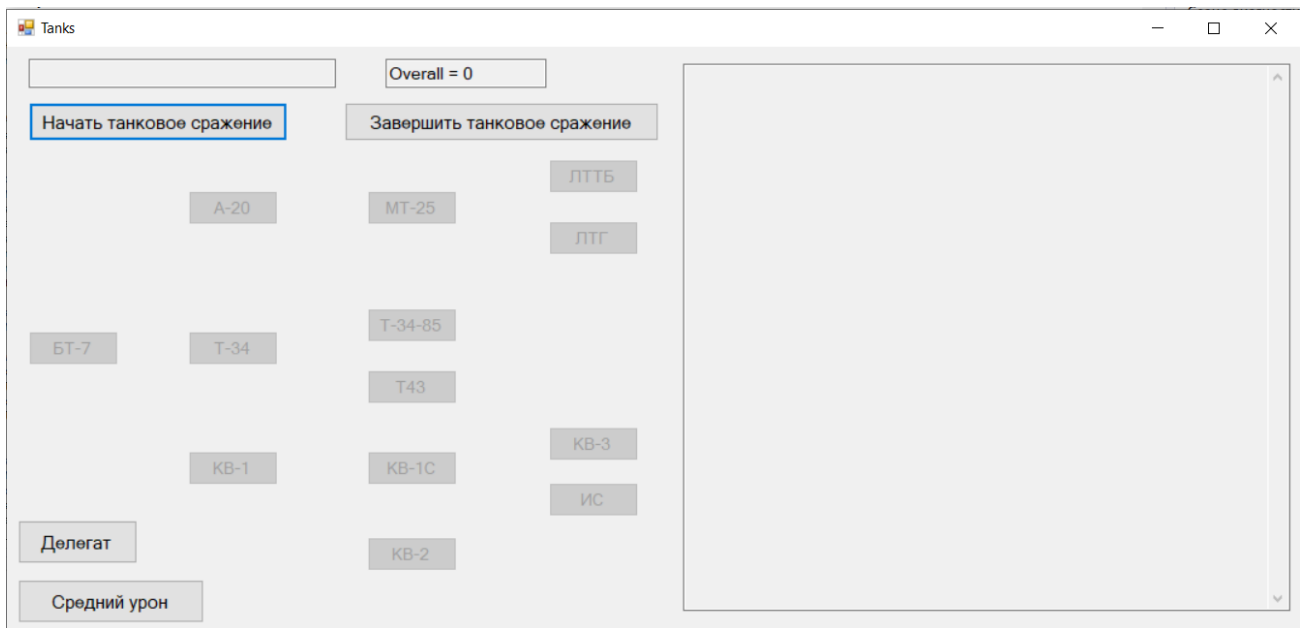 Tanks
Overall = 0
Начать танковое сражение
Завершить танковое сражение
ЛТТБ
А-20
МТ-25
ЛТГ
Т-34-85
БТ-7
Т-34
Т43
КВ-3
КВ-1
КВ-1С
ИС
Делегат
КВ-2
Средний урон